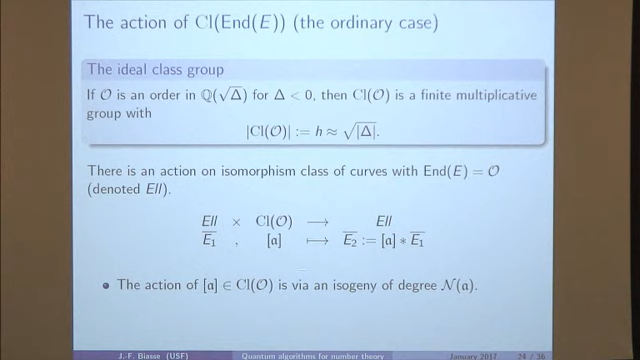 The action of Cl(End(E)) (the ordinary case)
The ideal class group
If 𝒪 is an order in ℚ(√Δ) for Δ < 0, then Cl(𝒪) is a finite multiplicative
group with
|Cl(𝒪)| := h ≈ √|Δ|.
There is an action on isomorphism class of curves with End(E) = 𝒪
(denoted Ell).
Ell × Cl(𝒪) ⟶ Ell
E̅₁ , [𝔞] ⟼ E̅₂ := [𝔞] ∗ E̅₁
• The action of [𝔞] ∈ Cl(𝒪) is via an isogeny of degree 𝒩(𝔞).
J.-F. Biasse (USF) Quantum algorithms for number theory January 2017 24 / 36